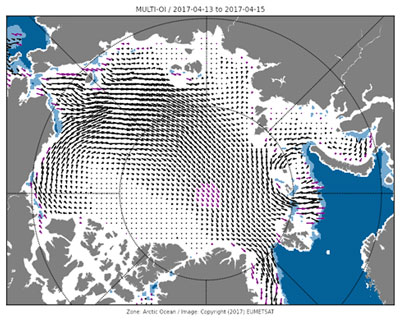 MULTI-OI / 2017-04-13 to 2017-04-15
Zone: Arctic Ocean / Image: Copyright (2017) EUMETSAT